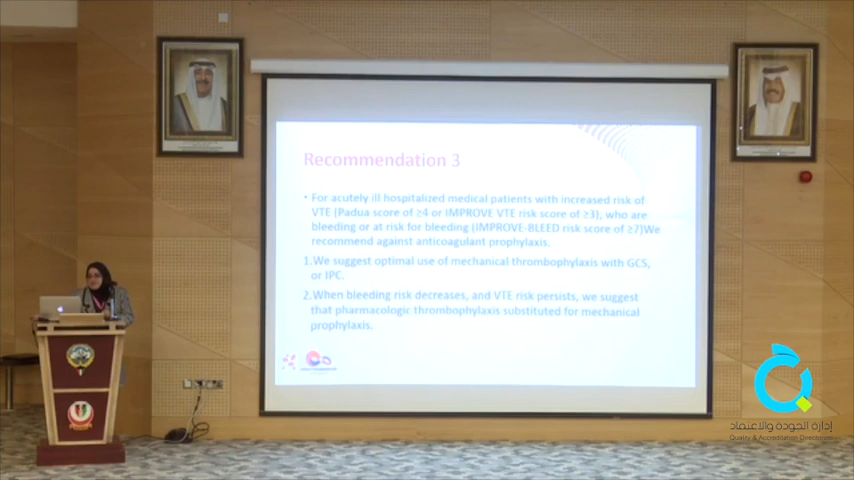 Recommendation 3
• For acutely ill hospitalized medical patients with increased risk of
VTE (Padua score of ≥4 or IMPROVE VTE risk score of ≥3), who are
bleeding or at risk for bleeding (IMPROVE-BLEED risk score of ≥7)We
recommend against anticoagulant prophylaxis.
1.We suggest optimal use of mechanical thrombophylaxis with GCS,
or IPC.
2.When bleeding risk decreases, and VTE risk persists, we suggest
that pharmacologic thrombophylaxis substituted for mechanical
prophylaxis.
إدارة الجودة والاعتماد
Quality & Accreditation Directorate